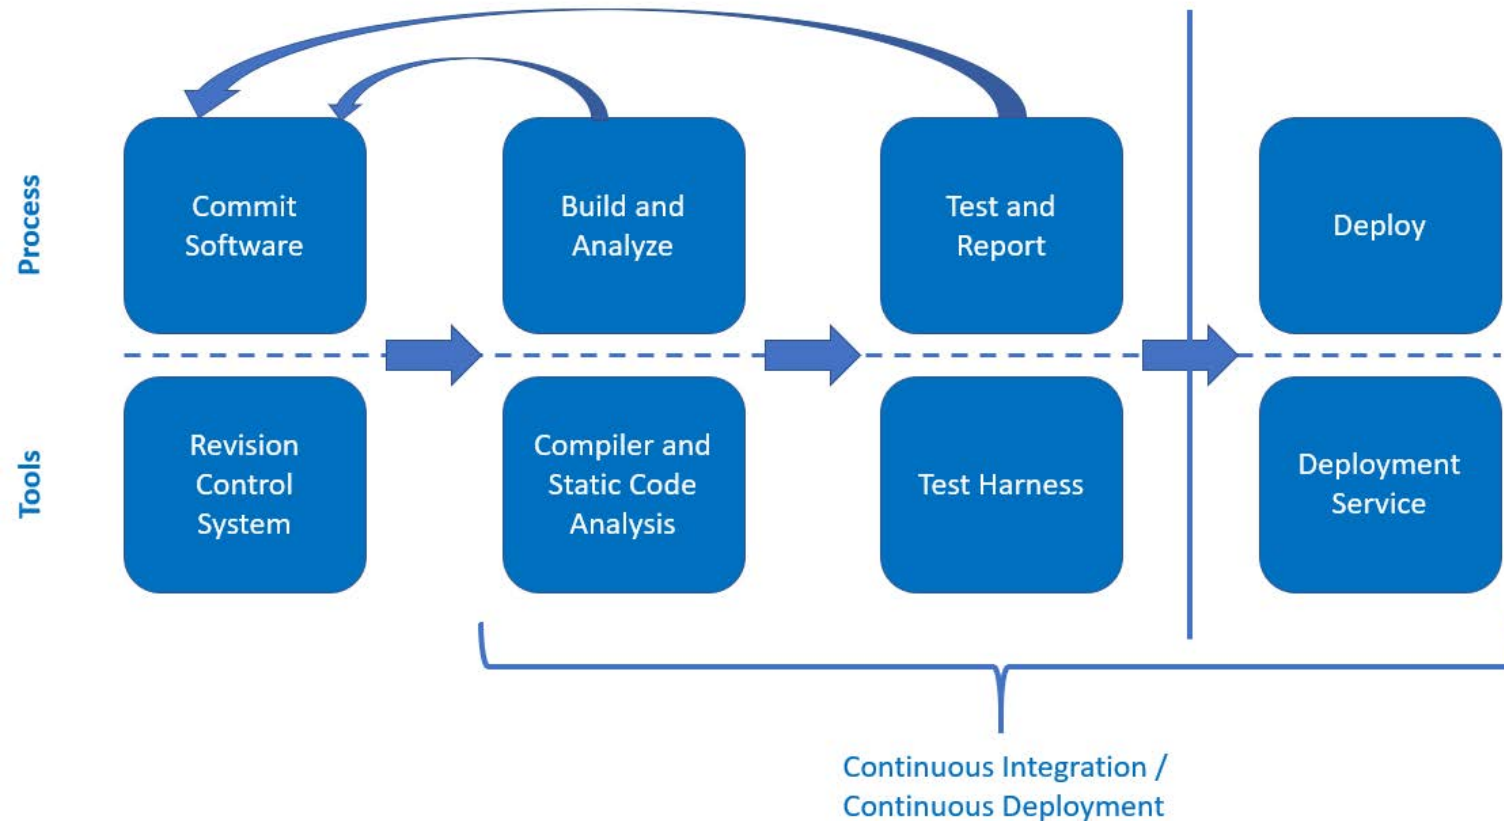 Process
Commit
Software
Build and
Analyze
Test and
Report
Deploy
Tools
Revision
Control
System
Compiler and
Static Code
Analysis
Test Harness
Deployment
Service
Continuous Integration /
Continuous Deployment